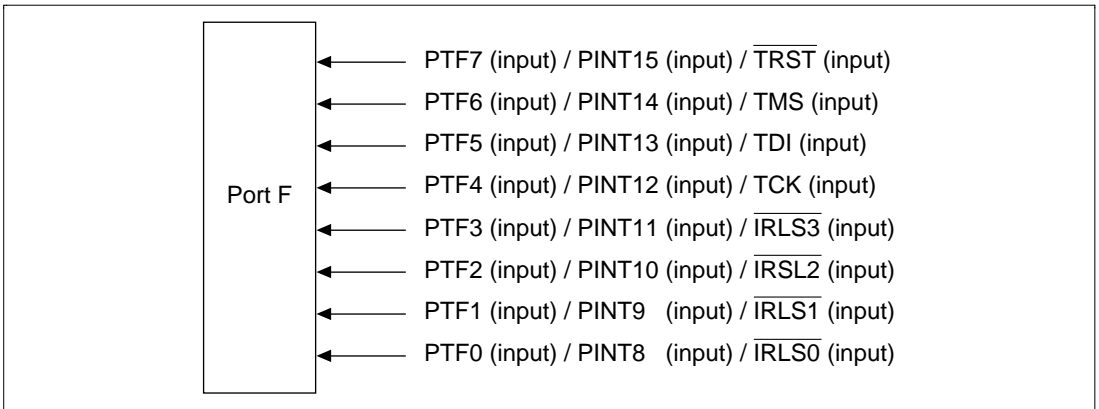 PTF7 (input) / PINT15 (input) / TRST (input)
PTF6 (input) / PINT14 (input) / TMS (input)
PTF5 (input) / PINT13 (input) / TDI (input)
Port F
PTF4 (input) / PINT12 (input) / TCK (input)
PTF3 (input) / PINT11 (input) / IRLS3 (input)
PTF2 (input) / PINT10 (input) / IRSL2 (input)
PTF1 (input) / PINT9 (input) / IRLS1 (input)
PTF0 (input) / PINT8 (input) / IRLS0 (input)